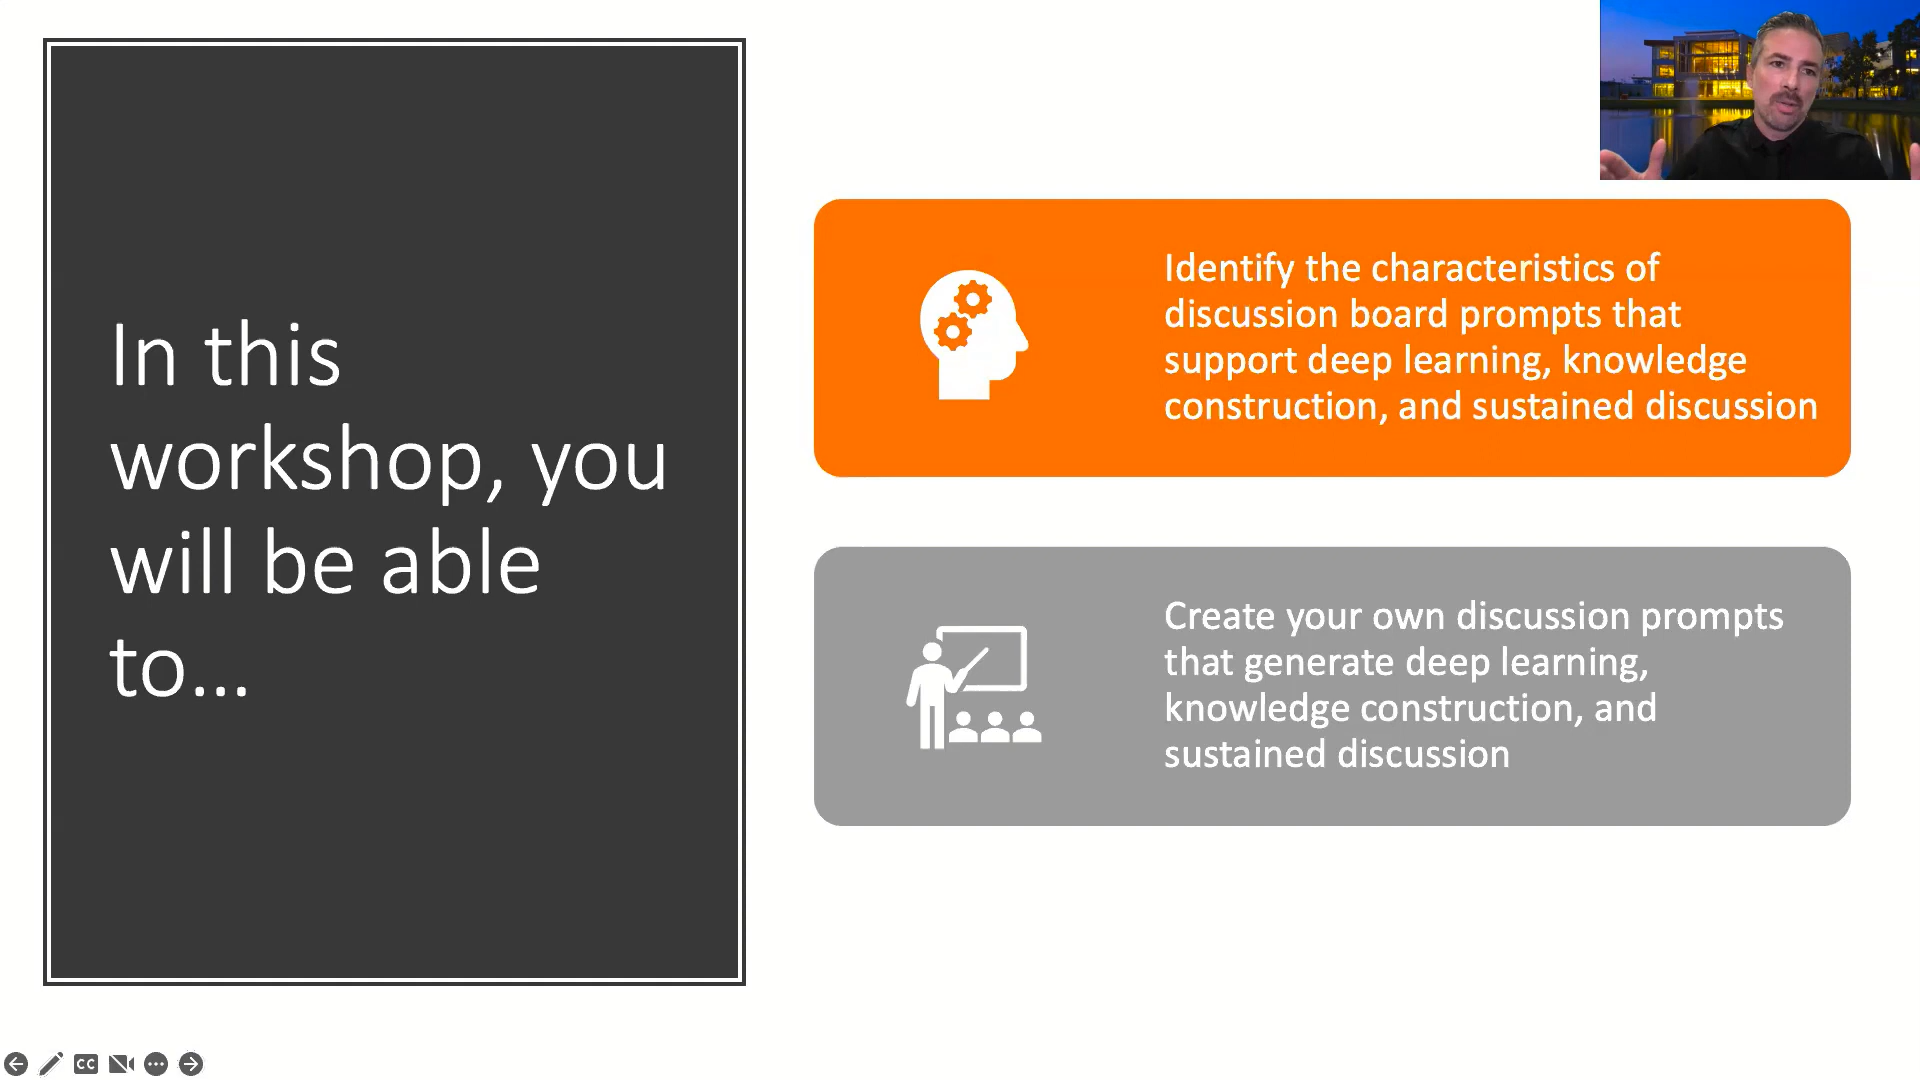 In this
workshop, you
will be able
to...
Identify the characteristics of
discussion board prompts that
support deep learning, knowledge
construction, and sustained discussion
Create your own discussion prompts
that generate deep learning,
knowledge construction, and
sustained discussion
CC